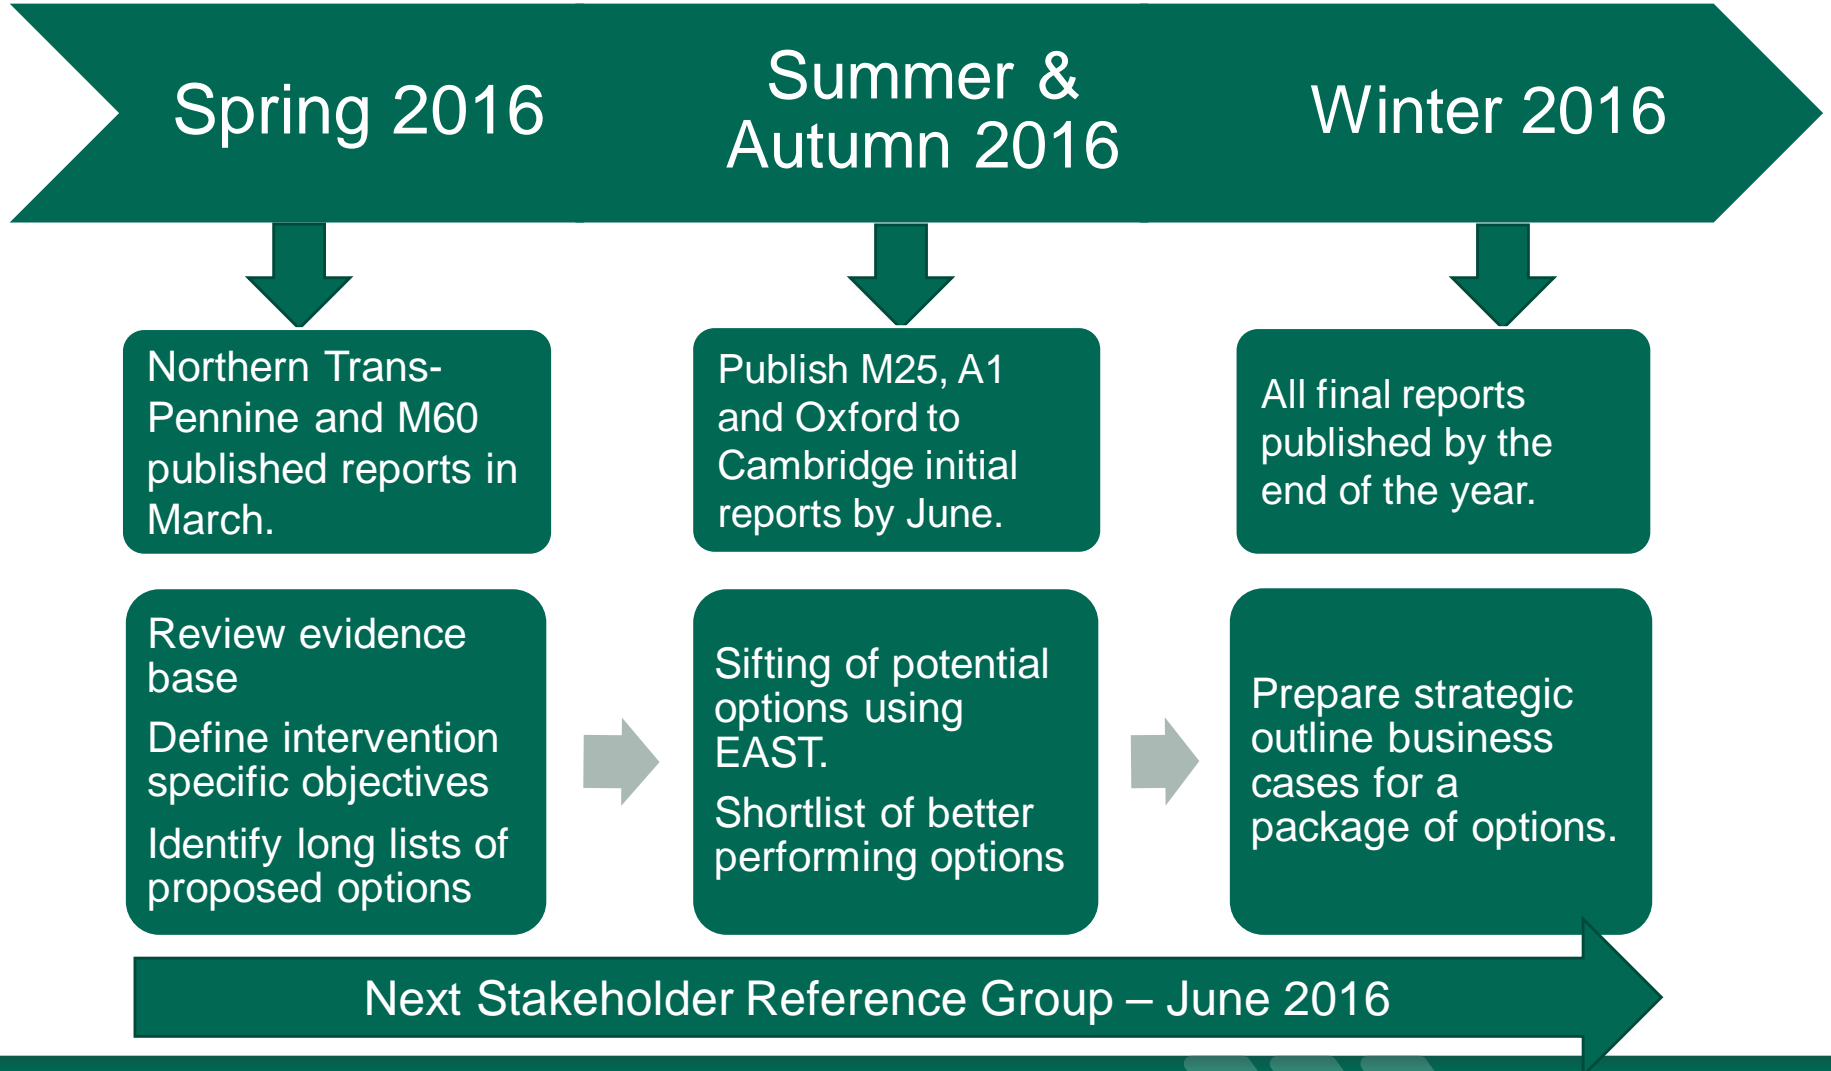 Spring 2016
Summer &
Autumn 2016
Winter 2016
Northern Trans-
Pennine and M60
published reports in
March.
Publish M25, A1
and Oxford to
Cambridge initial
reports by June.
All final reports
published by the
end of the year.
Review evidence
base
Define intervention
specific objectives
Identify long lists of
proposed options
Sifting of potential
options using
EAST.
Shortlist of better
performing options
Prepare strategic
outline business
cases for a
package of options.
Next Stakeholder Reference Group – June 2016